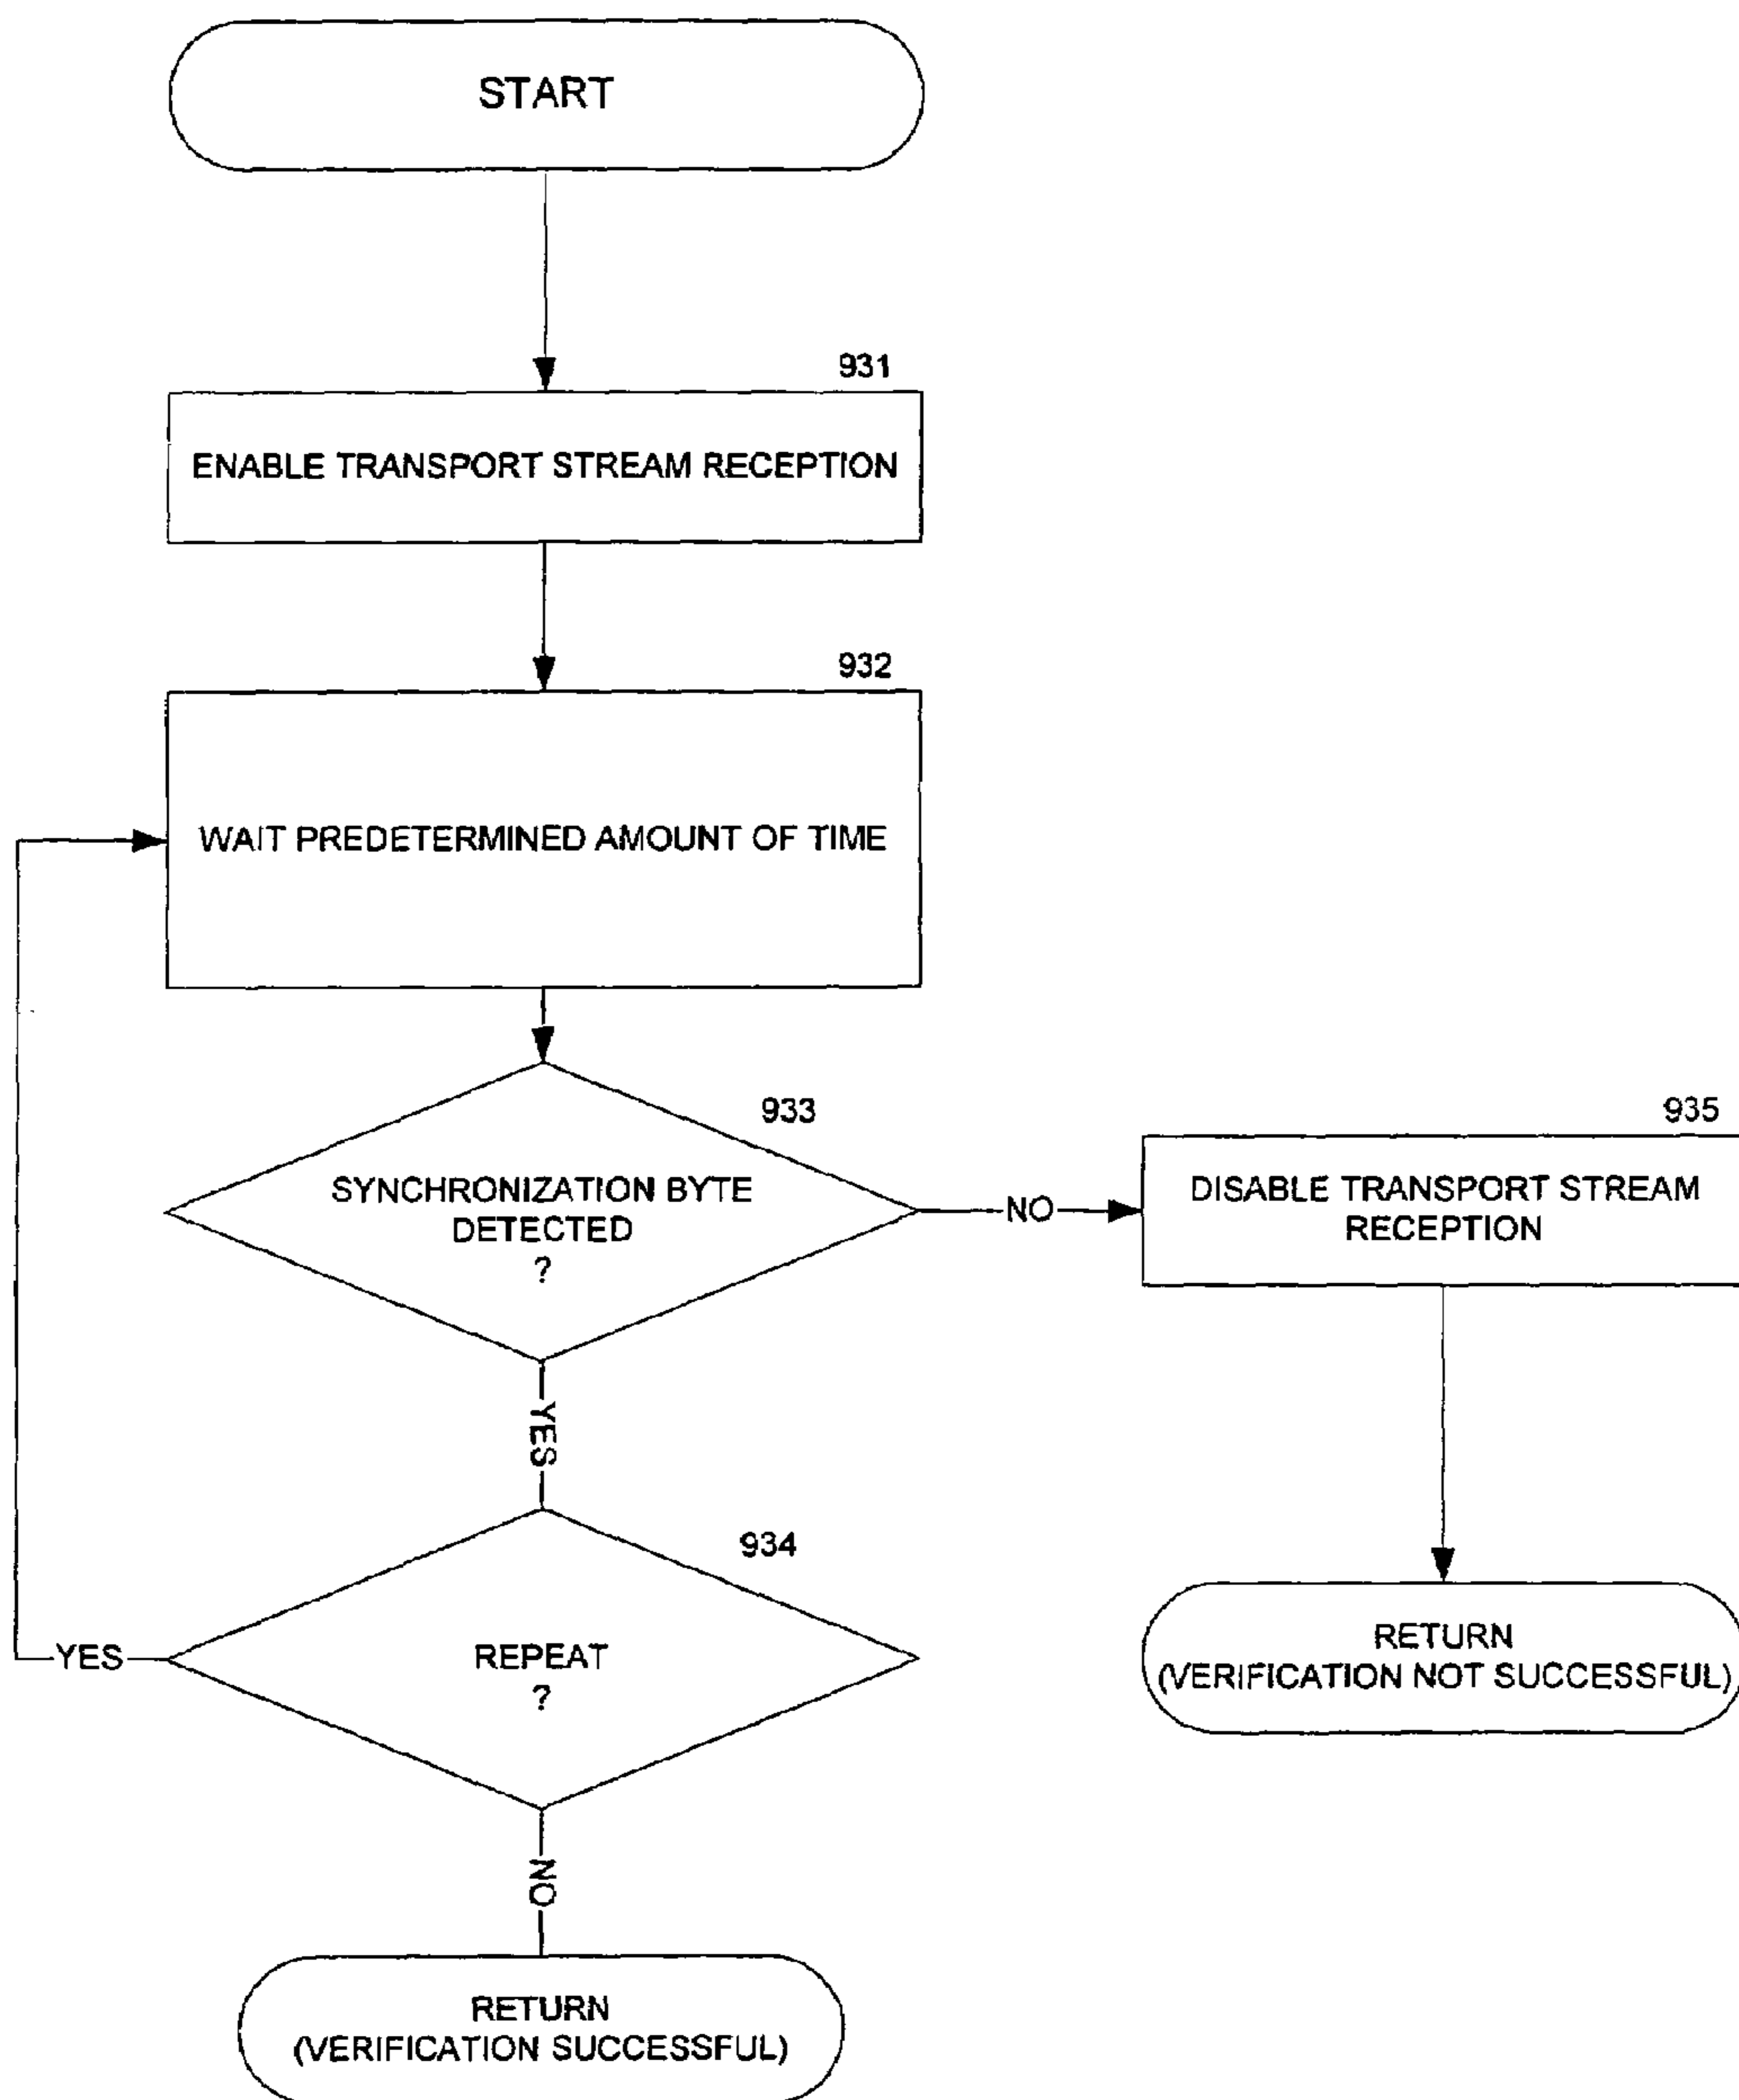 START
931
ENABLE TRANSPORT STREAM RECEPTION
932
WAIT PREDETERMINED AMOUNT OF TIME
933
SYNCHRONIZATION BYTE
DETECTED
?
NO
935
DISABLE TRANSPORT STREAM
RECEPTION
YES
934
REPEAT
?
YES
RETURN
(VERIFICATION NOT SUCCESSFUL)
NO
RETURN
(VERIFICATION SUCCESSFUL)